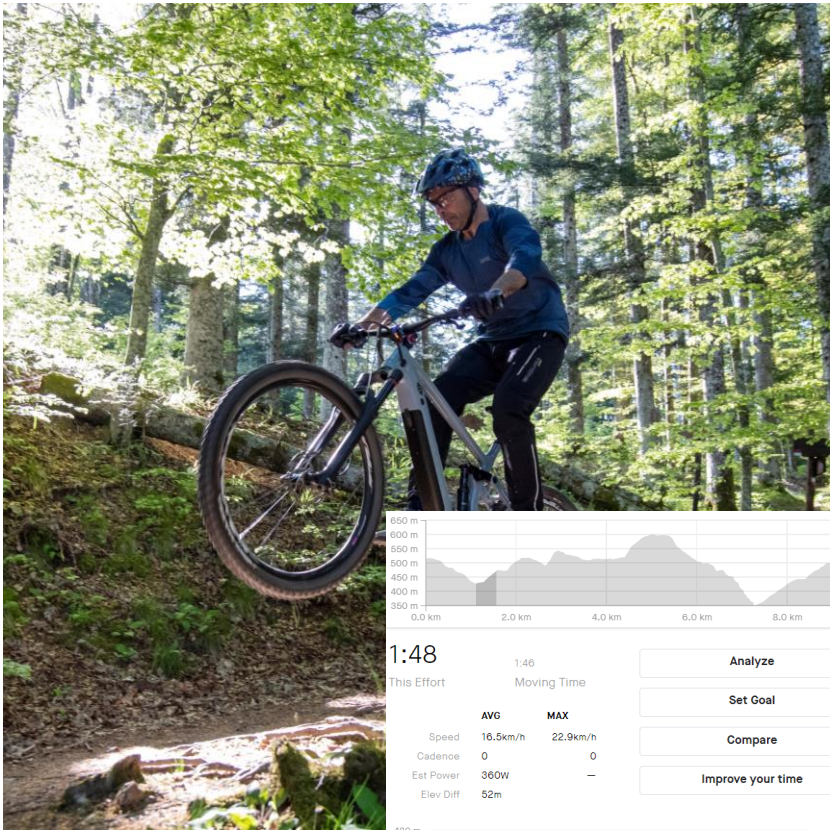 650 m
600 m
550 m
500 m
450 m
400 m
350 m
0.0 km 2.0 km 4.0 km 6.0 km 8.0 km
1:48
1:46
This Effort
Moving Time
AVG MAX
Speed 16.5km/h 22.9km/h
Cadence 0 0
Est Power 360W —
Elev Diff 52m
Analyze
Set Goal
Compare
Improve your time